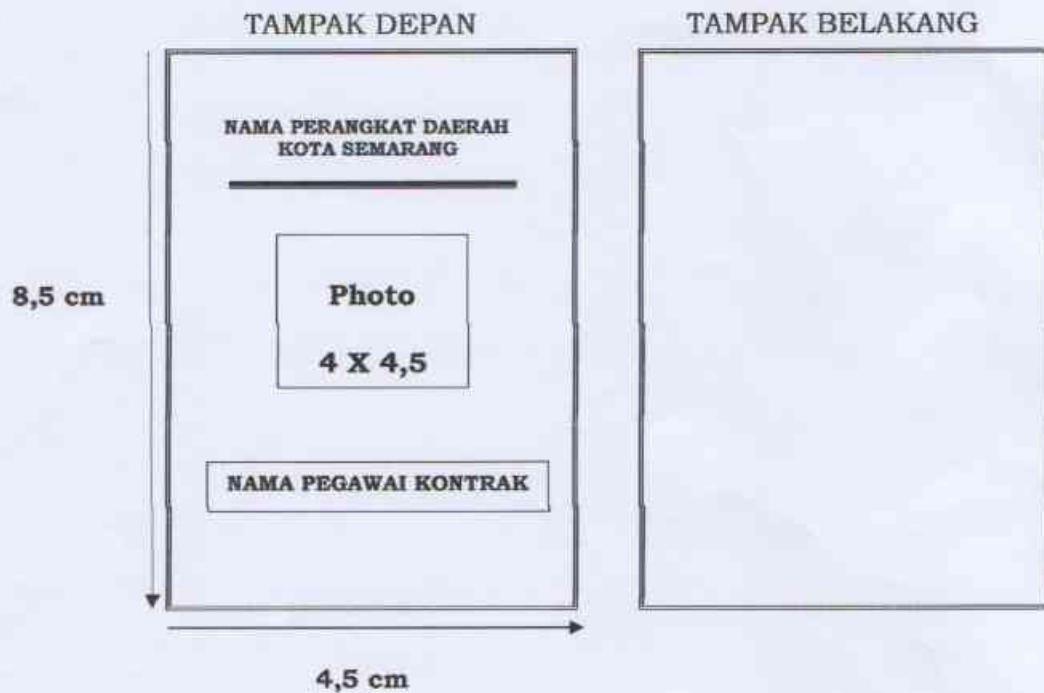 TAMPAK DEPAN
TAMPAK BELAKANG
NAMA PERANGKAT DAERAH
KOTA SEMARANG
8,5 cm
Photo
4 X 4,5
NAMA PEGAWAI KONTRAK
4,5 cm